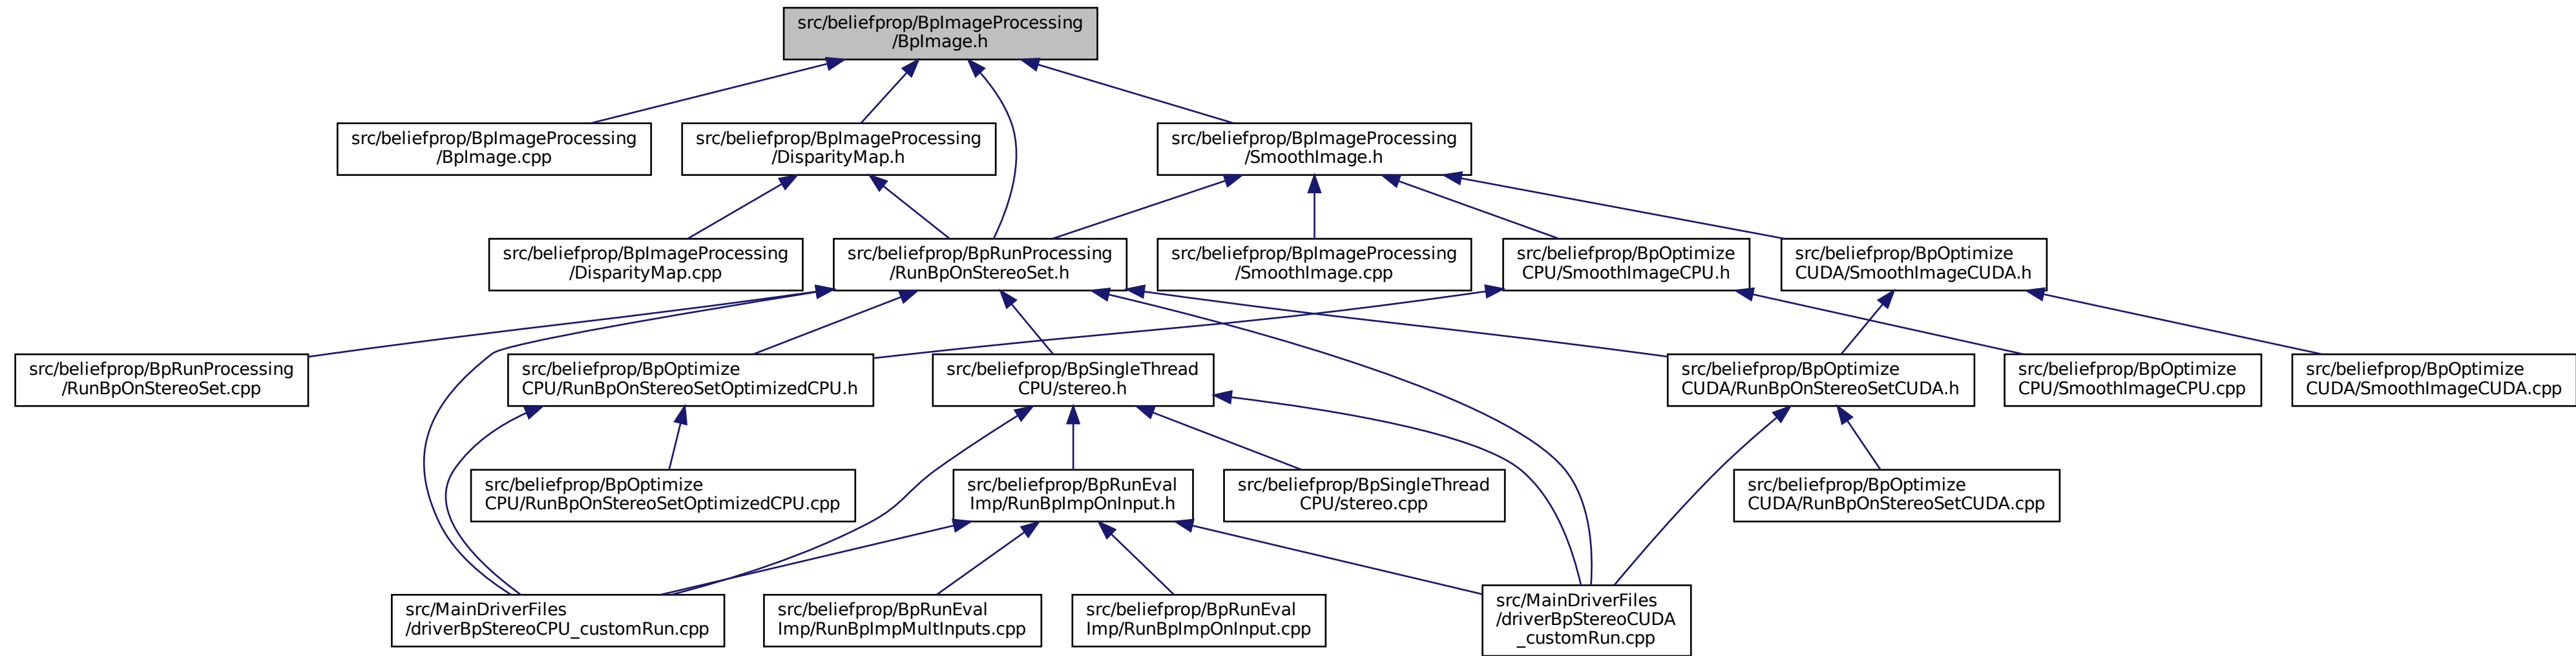 src/beliefprop/BpImageProcessing
/BpImage.h
src/beliefprop/BpImageProcessing
/BpImage.cpp
src/beliefprop/BpImageProcessing
/DisparityMap.h
src/beliefprop/BpImageProcessing
/SmoothImage.h
src/beliefprop/BpImageProcessing
/DisparityMap.cpp
src/beliefprop/BpRunProcessing
/RunBpOnStereoSet.h
src/beliefprop/BpImageProcessing
/SmoothImage.cpp
src/beliefprop/BpOptimize
CPU/SmoothImageCPU.h
src/beliefprop/BpOptimize
CUDA/SmoothImageCUDA.h
src/beliefprop/BpRunProcessing
/RunBpOnStereoSet.cpp
src/beliefprop/BpOptimize
CPU/RunBpOnStereoSetOptimizedCPU.h
src/beliefprop/BpSingleThread
CPU/stereo.h
src/beliefprop/BpOptimize
CUDA/RunBpOnStereoSetCUDA.h
src/beliefprop/BpOptimize
CPU/SmoothImageCPU.cpp
src/beliefprop/BpOptimize
CUDA/SmoothImageCUDA.cpp
src/beliefprop/BpOptimize
CPU/RunBpOnStereoSetOptimizedCPU.cpp
src/beliefprop/BpRunEval
Imp/RunBpImpOnInput.h
src/beliefprop/BpSingleThread
CPU/stereo.cpp
src/beliefprop/BpOptimize
CUDA/RunBpOnStereoSetCUDA.cpp
src/MainDriverFiles
/driverBpStereoCPU_customRun.cpp
src/beliefprop/BpRunEval
Imp/RunBpImpMultInputs.cpp
src/beliefprop/BpRunEval
Imp/RunBpImpOnInput.cpp
src/MainDriverFiles
/driverBpStereoCUDA
_customRun.cpp